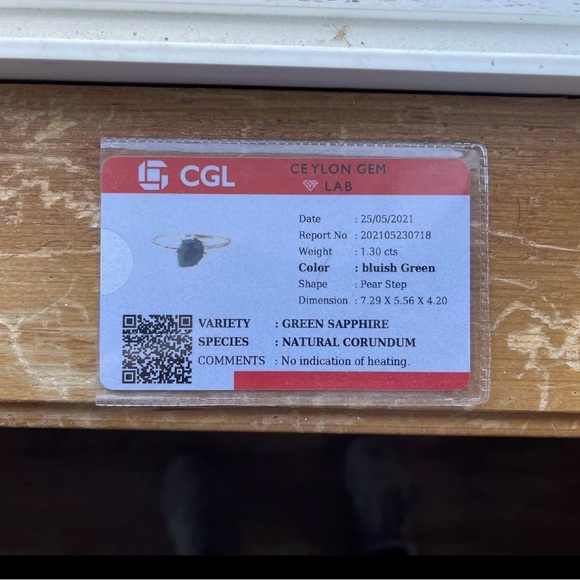 CGL
CEYLON GEM
LAB
Date : 25/05/2021
Report No : 202105230718
Weight : 1.30 cts
Color : bluish Green
Shape : Pear Step
Dimension : 7.29 X 5.56 X 4.20
VARIETY : GREEN SAPPHIRE
SPECIES : NATURAL CORUNDUM
COMMENTS : No indication of heating.